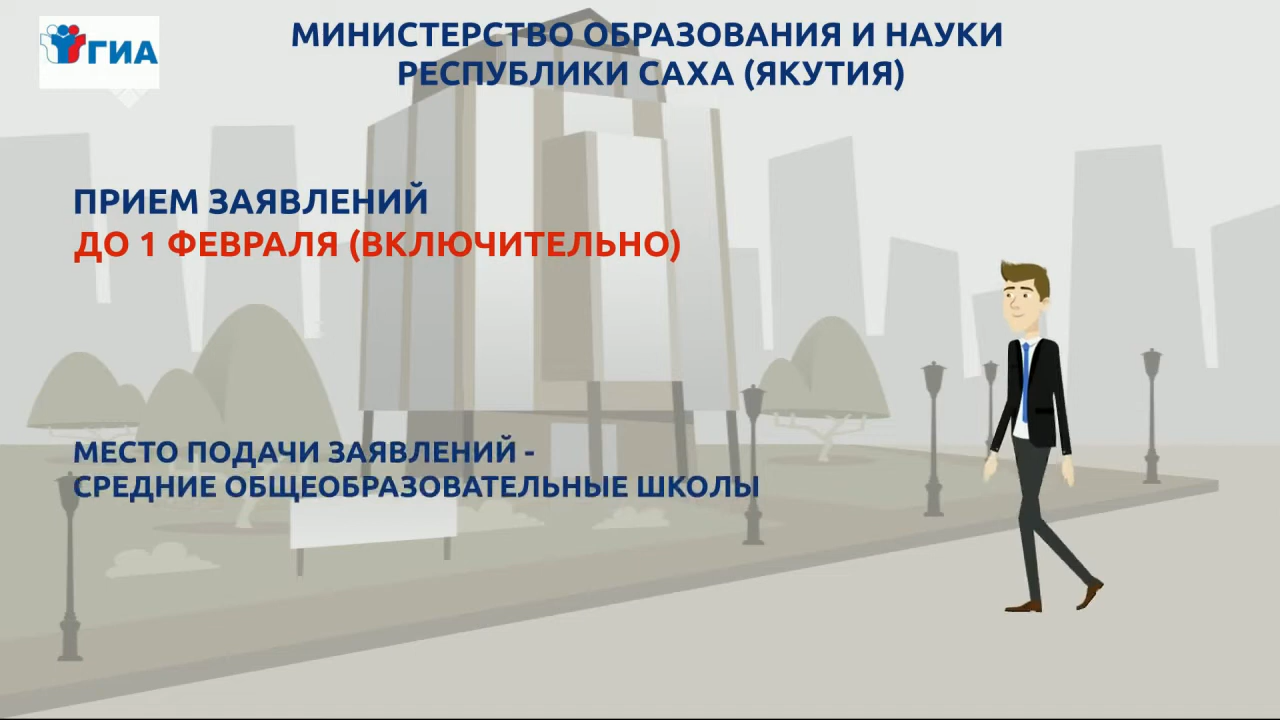 ГИА
МИНИСТЕРСТВО ОБРАЗОВАНИЯ И НАУКИ
РЕСПУБЛИКИ САХА (ЯКУТИЯ)
ПРИЕМ ЗАЯВЛЕНИЙ
ДО 1 ФЕВРАЛЯ (ВКЛЮЧИТЕЛЬНО)
МЕСТО ПОДАЧИ ЗАЯВЛЕНИЙ -
СРЕДНИЕ ОБЩЕОБРАЗОВАТЕЛЬНЫЕ ШКОЛЫ